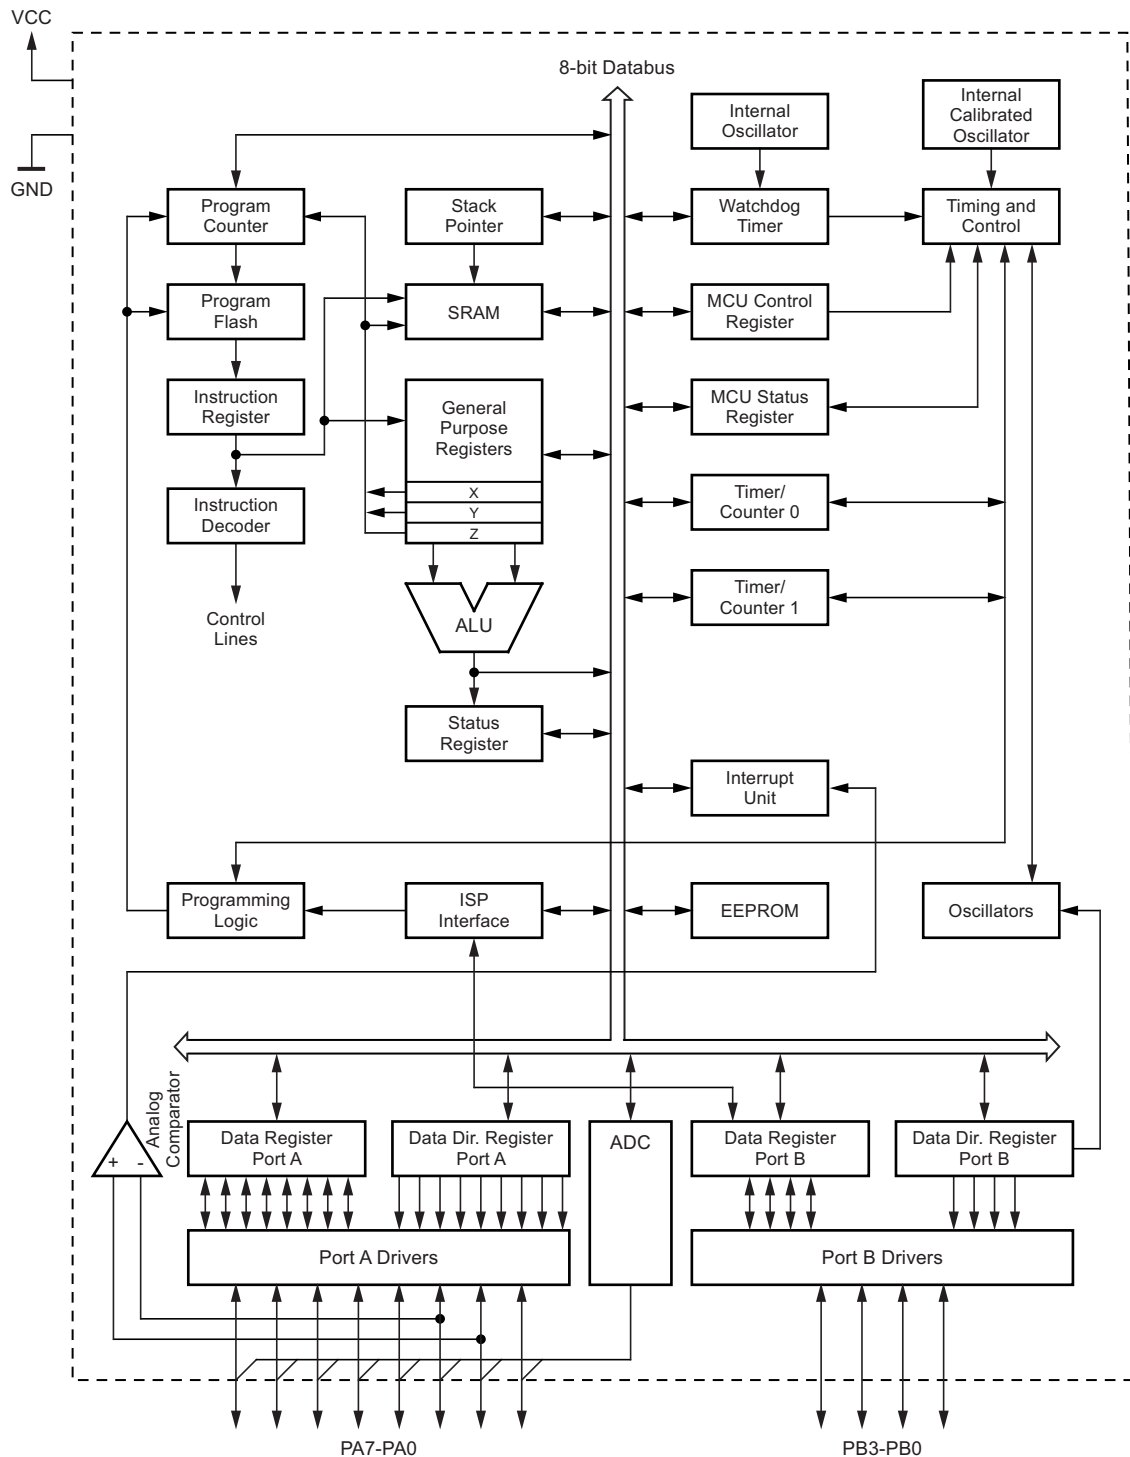 VCC
GND
8-bit Databus
Internal
Oscillator
Internal
Calibrated
Oscillator
Program
Counter
Stack
Pointer
Watchdog
Timer
Timing and
Control
Program
Flash
SRAM
MCU Control
Register
Instruction
Register
General
Purpose
Registers
X
Y
Z
MCU Status
Register
Instruction
Decoder
Timer/
Counter 0
Control
Lines
ALU
Timer/
Counter 1
Status
Register
Interrupt
Unit
Programming
Logic
ISP
Interface
EEPROM
Oscillators
Analog
Comparator
+ -
Data Register
Port A
Data Dir. Register
Port A
ADC
Data Register
Port B
Data Dir. Register
Port B
Port A Drivers
Port B Drivers
PA7-PA0
PB3-PB0